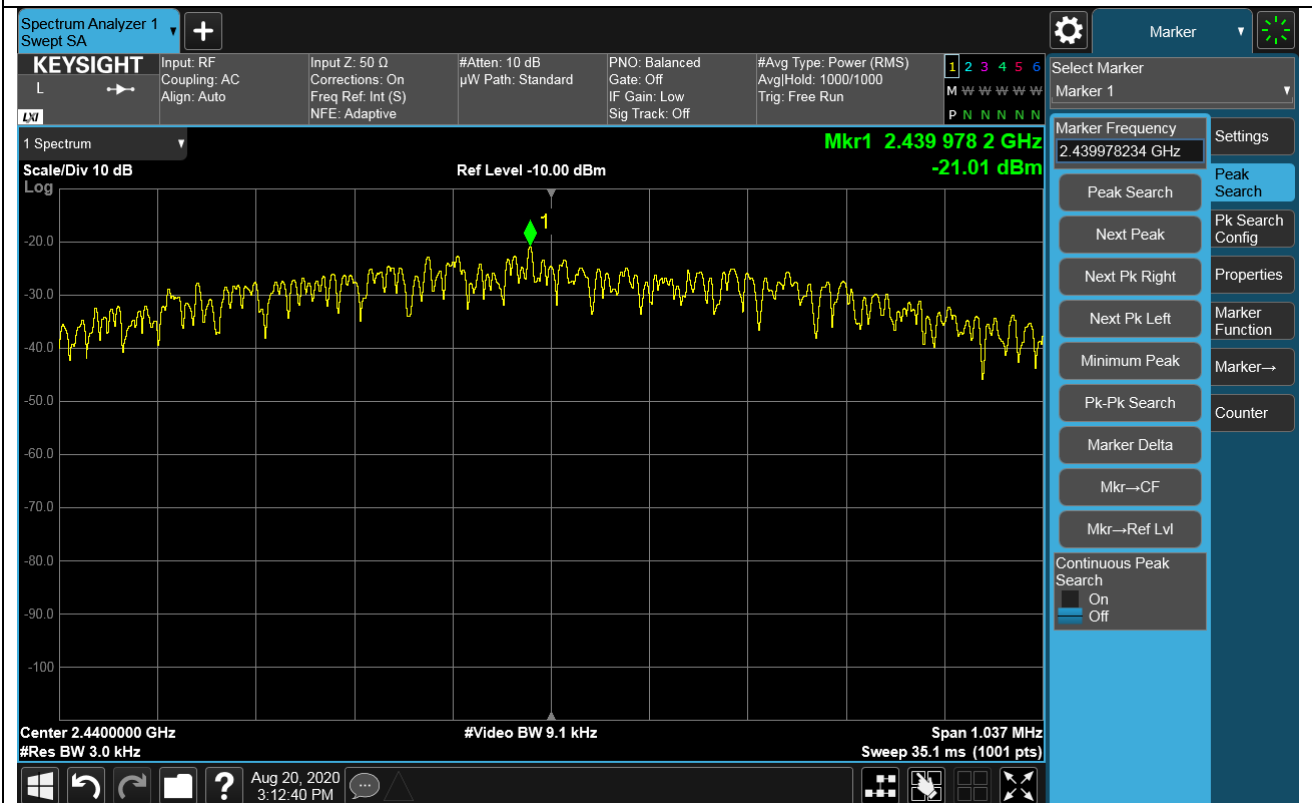 Spectrum Analyzer 1
Swept SA
+
Marker
KEYSIGHT
L
LXI
Input: RF
Coupling: AC
Align: Auto
Input Z: 50 Ω
Corrections: On
Freq Ref: Int (S)
NFE: Adaptive
#Atten: 10 dB
µW Path: Standard
PNO: Balanced
Gate: Off
IF Gain: Low
Sig Track: Off
#Avg Type: Power (RMS)
Avg|Hold: 1000/1000
Trig: Free Run
1 2 3 4 5 6
M W W W W W
P N N N N N
Select Marker
Marker 1
1 Spectrum
Mkr1 2.439 978 2 GHz
Scale/Div 10 dB
Ref Level -10.00 dBm
-21.01 dBm
Log
1
-20.0
-30.0
-40.0
-50.0
-60.0
-70.0
-80.0
-90.0
-100
Center 2.4400000 GHz
#Video BW 9.1 kHz
Span 1.037 MHz
#Res BW 3.0 kHz
Sweep 35.1 ms (1001 pts)
Marker Frequency
2.439978234 GHz
Peak Search
Next Peak
Next Pk Right
Next Pk Left
Minimum Peak
Pk-Pk Search
Marker Delta
Mkr→CF
Mkr→Ref Lvl
Continuous Peak
Search
On
Off
Settings
Peak
Search
Pk Search
Config
Properties
Marker
Function
Marker→
Counter
?
Aug 20, 2020
3:12:40 PM